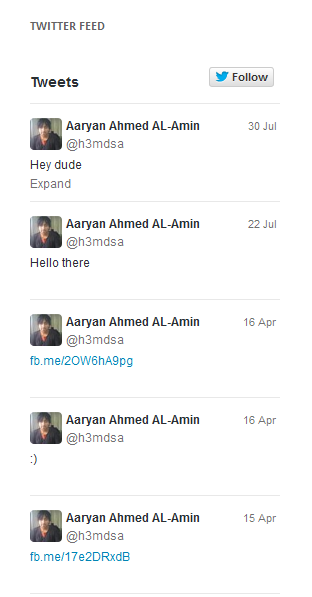 TWITTER FEED
Tweets
Follow
Aaryan Ahmed AL-Amin 30 Jul
@h3mdsa
Hey dude
Expand
Aaryan Ahmed AL-Amin 22 Jul
@h3mdsa
Hello there
Aaryan Ahmed AL-Amin 16 Apr
@h3mdsa
fb.me/2OW6hA9pg
Aaryan Ahmed AL-Amin 16 Apr
@h3mdsa
:)
Aaryan Ahmed AL-Amin 15 Apr
@h3mdsa
fb.me/17e2DRxdB